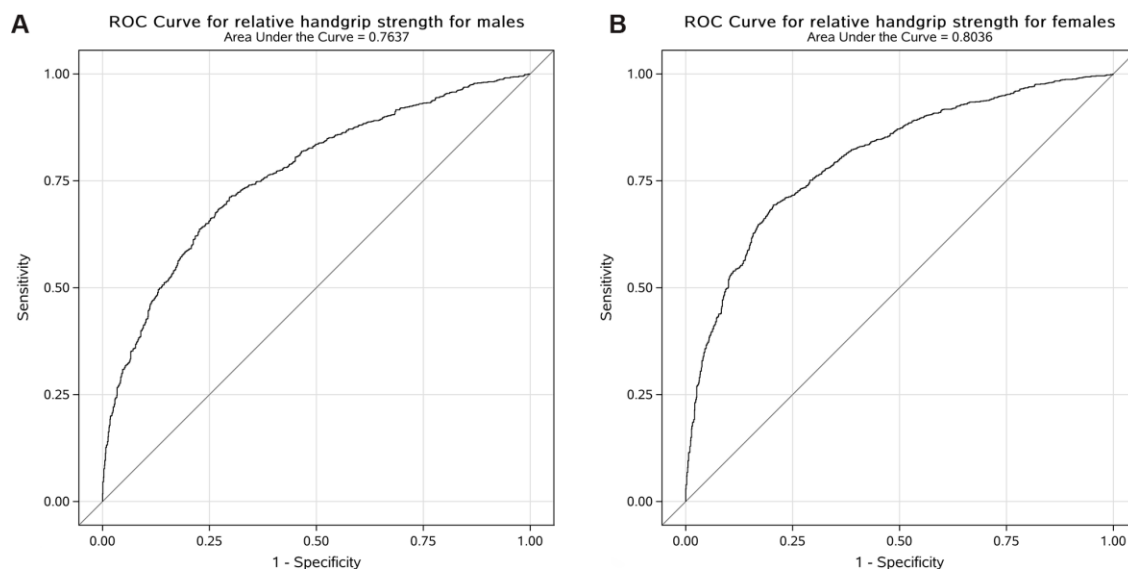 A
ROC Curve for relative handgrip strength for males
Area Under the Curve = 0.7637
1.00
0.75
0.50
0.25
0.00
Sensitivity
0.00 0.25 0.50 0.75 1.00
1 - Specificity
B
ROC Curve for relative handgrip strength for females
Area Under the Curve = 0.8036
1.00
0.75
0.50
0.25
0.00
Sensitivity
0.00 0.25 0.50 0.75 1.00
1 - Specificity